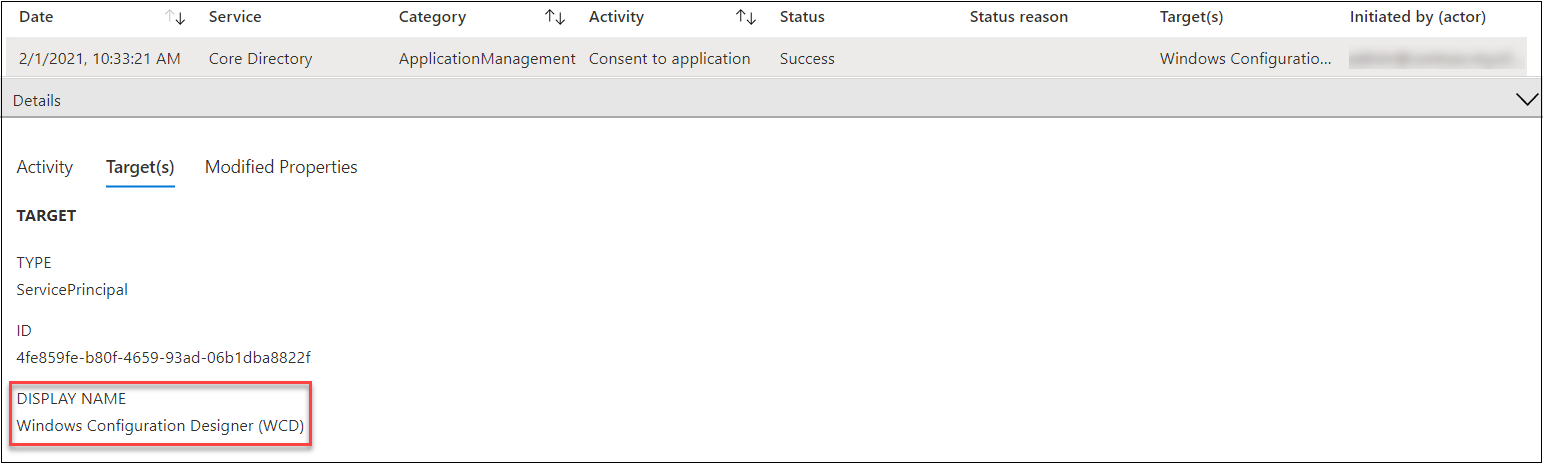 Date Service Category Activity Status Status reason Target(s) Initiated by (actor)
2/1/2021, 10:33:21 AM Core Directory ApplicationManagement Consent to application Success Windows Configuratio...
Details
Activity Target(s) Modified Properties
TARGET
TYPE
ServicePrincipal
ID
4fe859fe-b80f-4659-93ad-06b1dba8822f
DISPLAY NAME
Windows Configuration Designer (WCD)